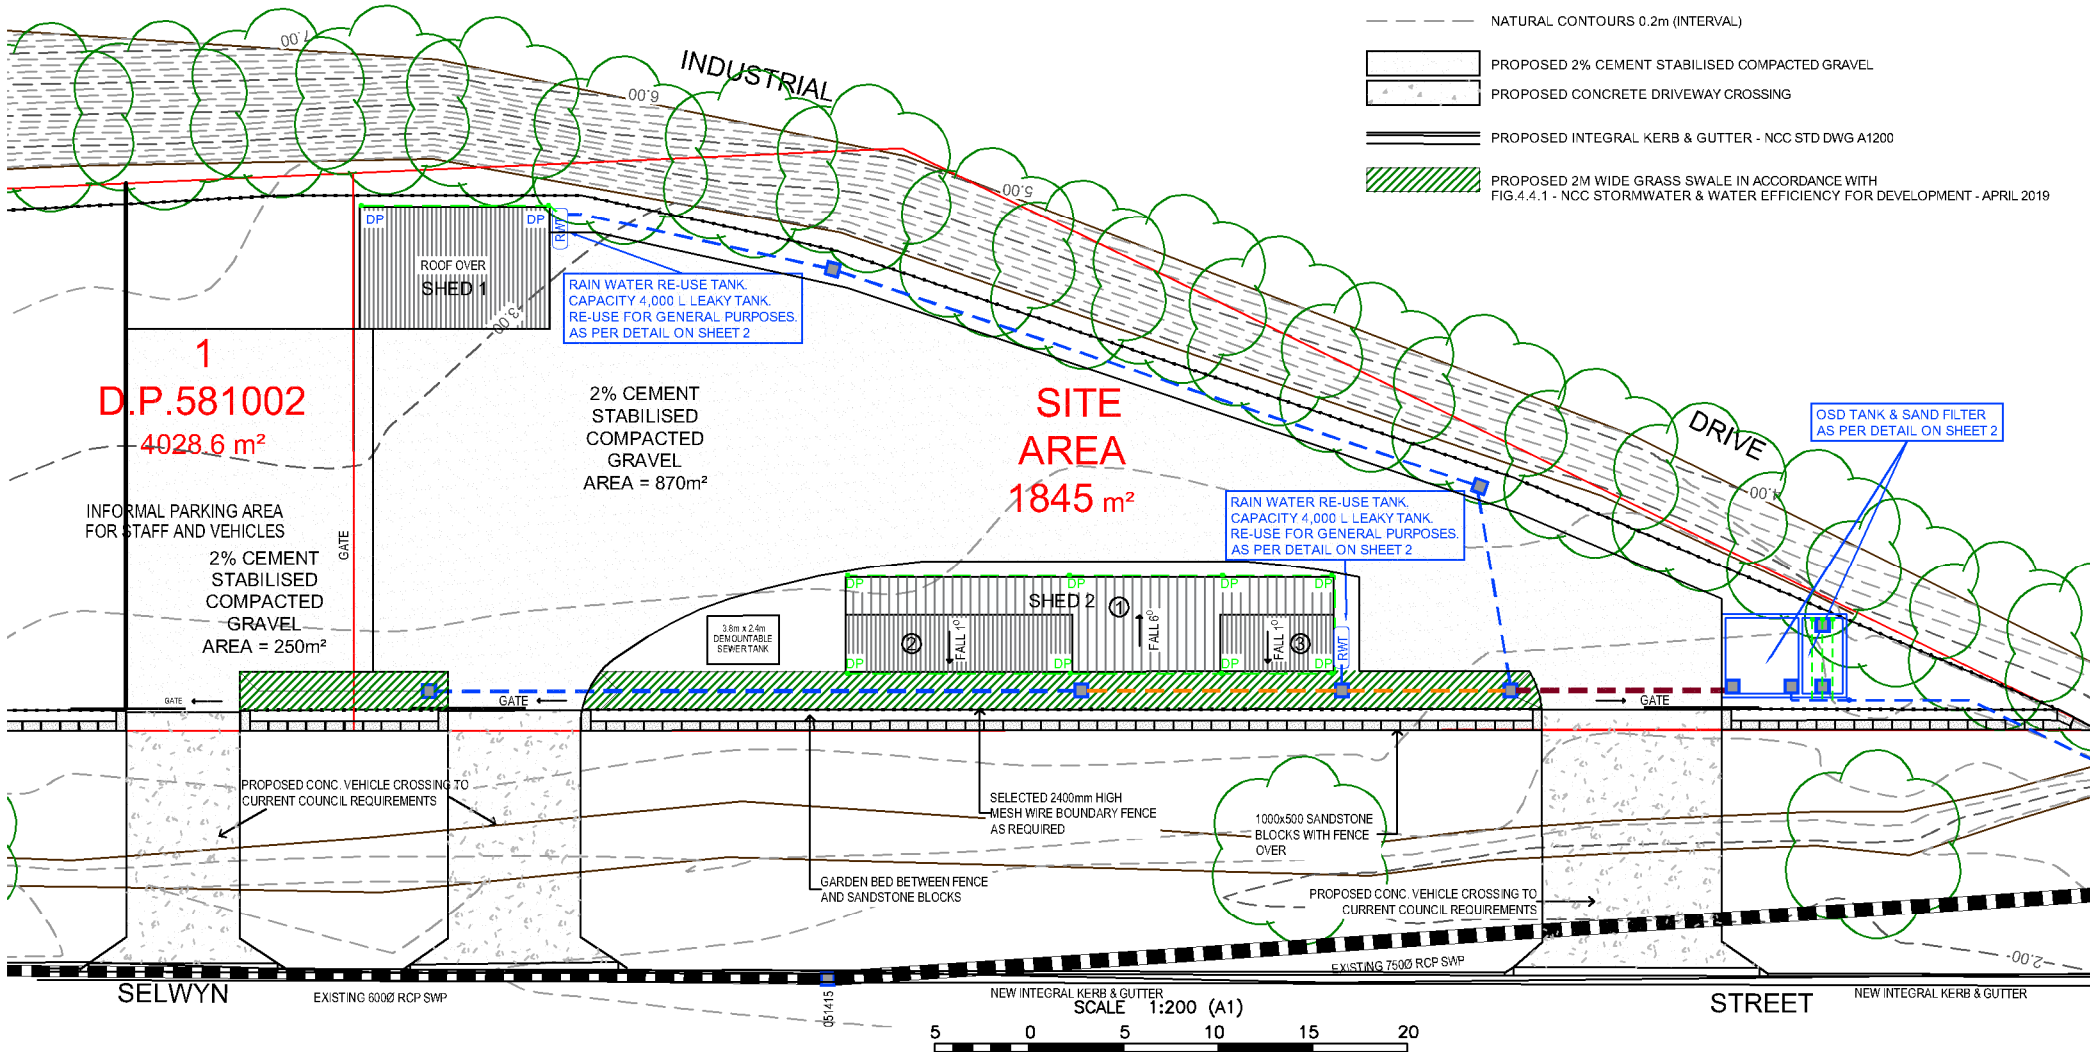 NATURAL CONTOURS 0.2m (INTERVAL)
PROPOSED 2% CEMENT STABILISED COMPACTED GRAVEL
PROPOSED CONCRETE DRIVEWAY CROSSING
PROPOSED INTEGRAL KERB & GUTTER - NCC STD DWG A1200
PROPOSED 2M WIDE GRASS SWALE IN ACCORDANCE WITH
FIG.4.4.1 - NCC STORMWATER & WATER EFFICIENCY FOR DEVELOPMENT - APRIL 2019
7.00
6.00
INDUSTRIAL
5.00
DP
DP
RWT
ROOF OVER
SHED 1
3.00
RAIN WATER RE-USE TANK.
CAPACITY 4,000 L LEAKY TANK.
RE-USE FOR GENERAL PURPOSES.
AS PER DETAIL ON SHEET 2
1
D.P.581002
4028.6 m²
2% CEMENT
STABILISED
COMPACTED
GRAVEL
AREA = 870m²
SITE
AREA
1845 m²
DRIVE
4.00
OSD TANK & SAND FILTER
AS PER DETAIL ON SHEET 2
RAIN WATER RE-USE TANK.
CAPACITY 4,000 L LEAKY TANK.
RE-USE FOR GENERAL PURPOSES.
AS PER DETAIL ON SHEET 2
INFORMAL PARKING AREA
FOR STAFF AND VEHICLES
GATE
2% CEMENT
STABILISED
COMPACTED
GRAVEL
AREA = 250m²
3.8m x 2.4m
DEMOUNTABLE
SEWER TANK
DP
DP
DP
DP
SHED 2
1
2
3
FALL 1⁰
FALL 6⁰
FALL 1⁰
DP
DP
DP
DP
RWT
GATE
GATE
GATE
PROPOSED CONC. VEHICLE CROSSING TO
CURRENT COUNCIL REQUIREMENTS
SELECTED 2400mm HIGH
MESH WIRE BOUNDARY FENCE
AS REQUIRED
1000x500 SANDSTONE
BLOCKS WITH FENCE
OVER
GARDEN BED BETWEEN FENCE
AND SANDSTONE BLOCKS
PROPOSED CONC. VEHICLE CROSSING TO
CURRENT COUNCIL REQUIREMENTS
2.00
EXISTING 750Ø RCP SWP
SELWYN
EXISTING 600Ø RCP SWP
051415
NEW INTEGRAL KERB & GUTTER
STREET
NEW INTEGRAL KERB & GUTTER
SCALE 1:200 (A1)
5 0 5 10 15 20